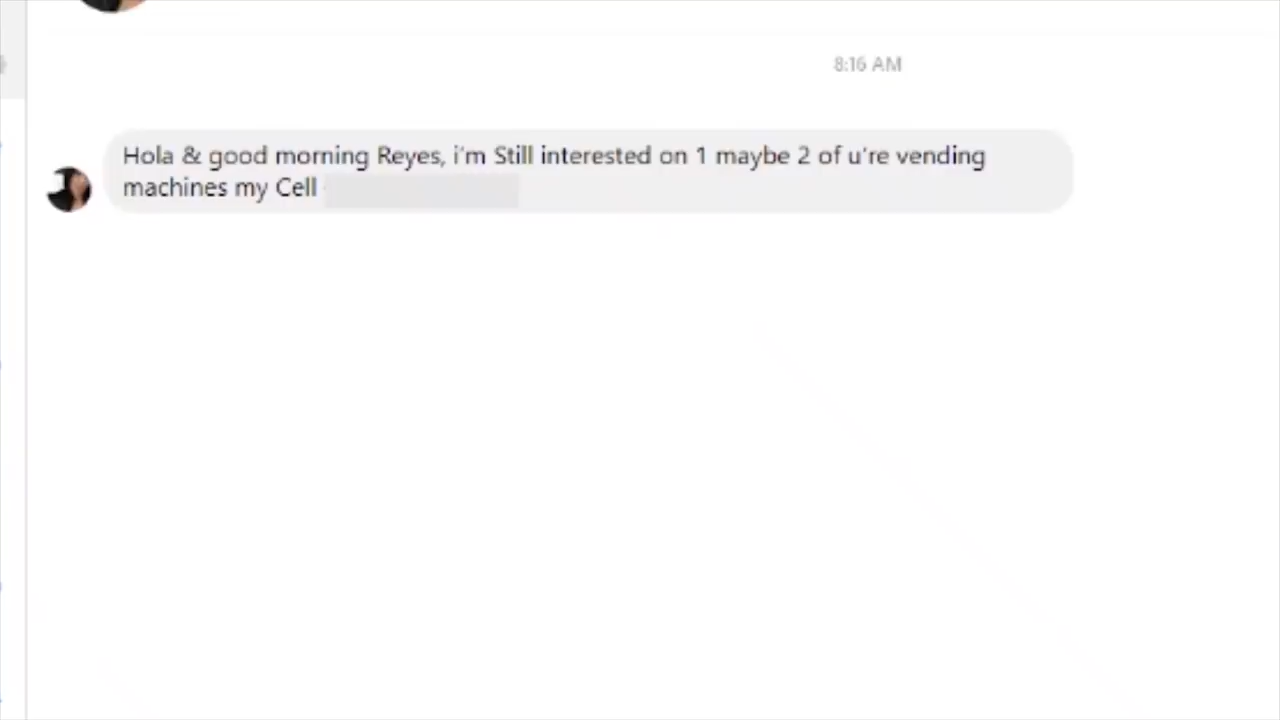 8:16 AM
Hola & good morning Reyes, i'm Still interested on 1 maybe 2 of u're vending
machines my Cell